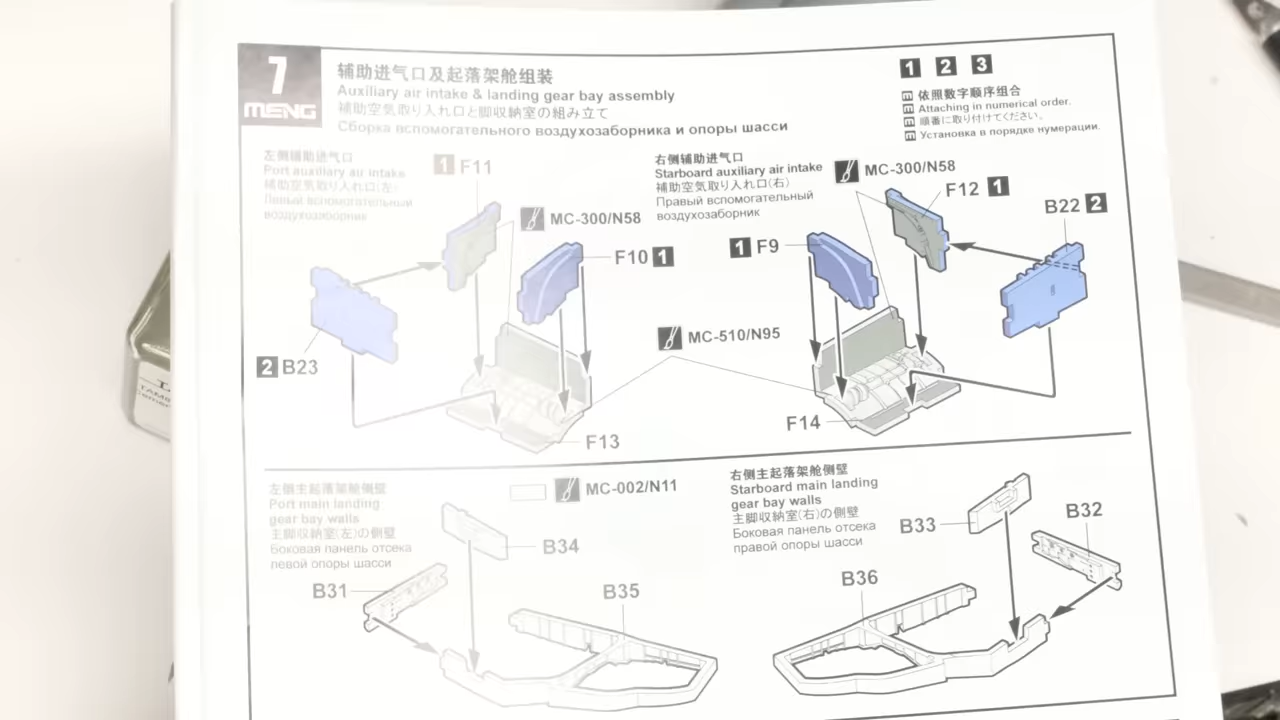 7
MENG
辅助进气口及起落架舱组装
Auxiliary air intake & landing gear bay assembly
補助空気取り入れ口と脚収納室の組み立て
Сборка вспомогательного воздухозаборника и опоры шасси
1 2 3
依照数字顺序组合
Attaching in numerical order.
順番に取り付けてください。
Установка в порядке нумерации.
左侧辅助进气口
Port auxiliary air intake
補助空気取り入れ口(左)
Левый вспомогательный
воздухозаборник
1 F11
MC-300/N58
F10 1
2 B23
F13
右侧辅助进气口
Starboard auxiliary air intake
補助空気取り入れ口(右)
Правый вспомогательный
воздухозаборник
MC-300/N58
F12 1
B22 2
1 F9
MC-510/N95
F14
左侧主起落架舱侧壁
Port main landing
gear bay walls
主脚収納室(左)の側壁
Боковая панель отсека
левой опоры шасси
MC-002/N11
B34
B31
B35
右侧主起落架舱侧壁
Starboard main landing
gear bay walls
主脚収納室(右)の側壁
Боковая панель отсека
правой опоры шасси
B33
B32
B36